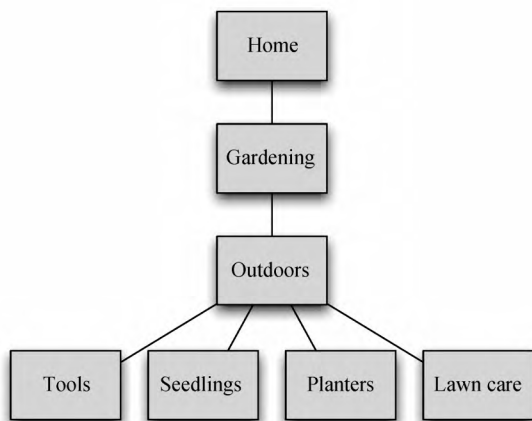 Home
Gardening
Outdoors
Tools
Seedlings
Planters
Lawn care